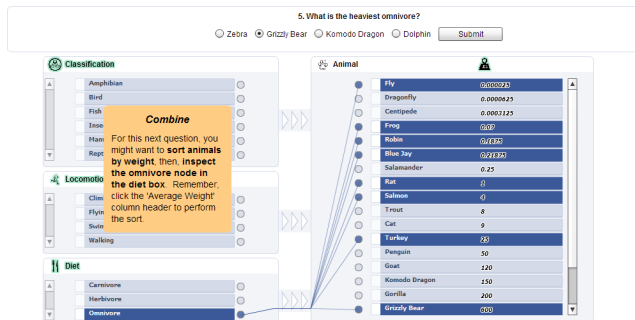 5. What is the heaviest omnivore?
Zebra Grizzly Bear Komodo Dragon Dolphin Submit
Classification
Amphibian
Bird
Fish
Inse
Mam
Rept
Combine
For this next question, you
might want to sort animals
by weight, then, inspect
the omnivore node in
the diet box. Remember,
click the 'Average Weight'
column header to perform
the sort.
Locomotio
Clim
Flyin
Swin
Walking
Diet
Carnivore
Herbivore
Omnivore
Animal
Fly 0.000025
Dragonfly 0.0000625
Centipede 0.0003125
Frog 0.07
Robin 0.1875
Blue Jay 0.21875
Salamander 0.25
Rat 1
Salmon 4
Trout 8
Cat 9
Turkey 25
Penguin 50
Goat 120
Komodo Dragon 150
Gorilla 200
Grizzly Bear 600